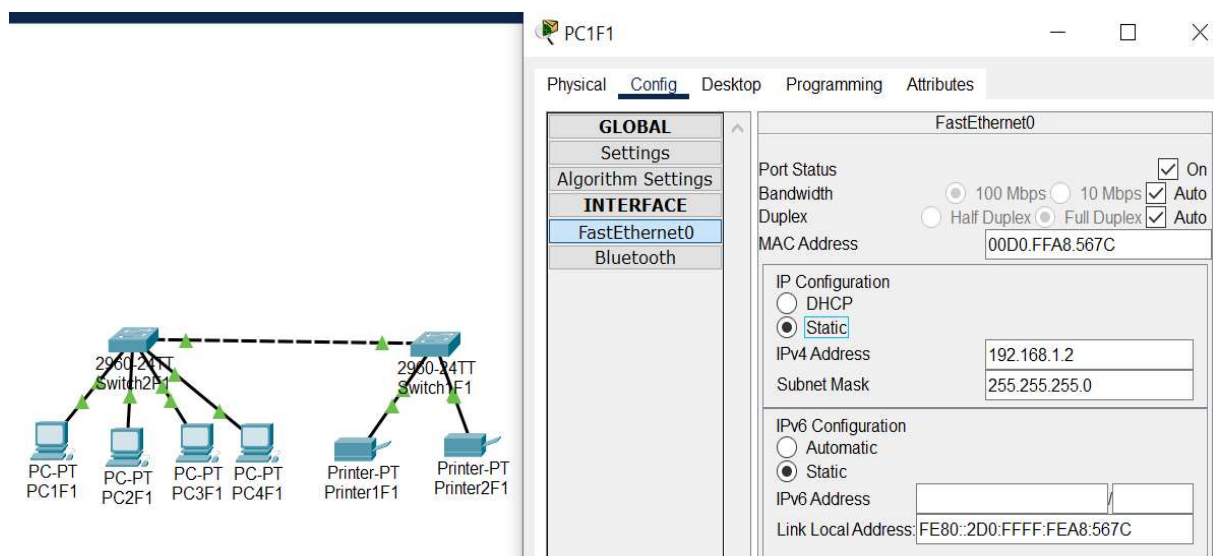 PC1F1
Physical Config Desktop Programming Attributes
GLOBAL
Settings
Algorithm Settings
INTERFACE
FastEthernet0
Bluetooth
FastEthernet0
Port Status On
Bandwidth 100 Mbps 10 Mbps Auto
Duplex Half Duplex Full Duplex Auto
MAC Address 00D0.FFA8.567C
IP Configuration
DHCP
Static
IPv4 Address 192.168.1.2
Subnet Mask 255.255.255.0
IPv6 Configuration
Automatic
Static
IPv6 Address /
Link Local Address: FE80::2D0:FFFF:FEA8:567C
2960-24TT
Switch2F1
2960-24TT
Switch1F1
PC-PT
PC1F1
PC-PT
PC2F1
PC-PT
PC3F1
PC-PT
PC4F1
Printer-PT
Printer1F1
Printer-PT
Printer2F1